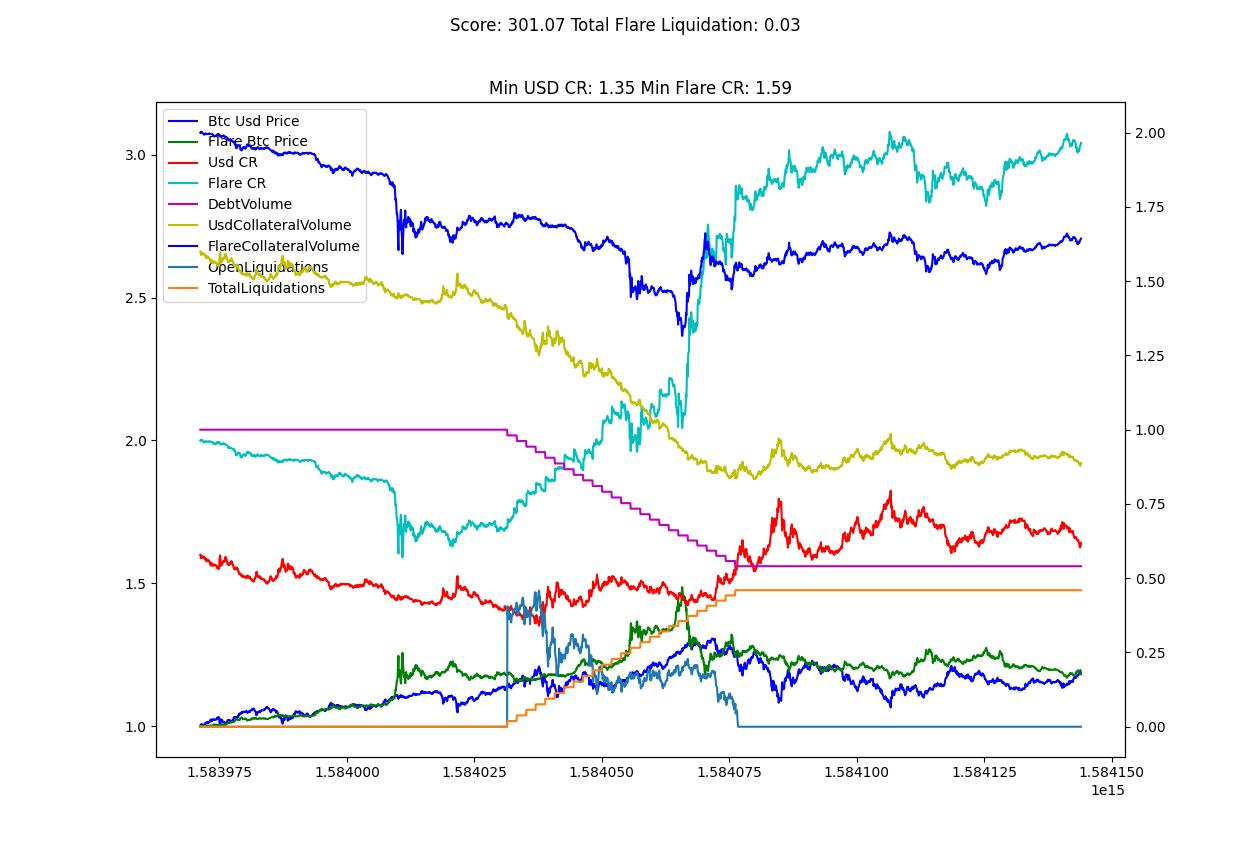 Score: 301.07 Total Flare Liquidation: 0.03
Min USD CR: 1.35 Min Flare CR: 1.59
Btc Usd Price
Flare Btc Price
Usd CR
Flare CR
DebtVolume
UsdCollateralVolume
FlareCollateralVolume
OpenLiquidations
TotalLiquidations
3.0
2.5
2.0
1.5
1.0
2.00
1.75
1.50
1.25
1.00
0.75
0.50
0.25
0.00
1.583975 1.584000 1.584025 1.584050 1.584075 1.584100 1.584125 1.584150
1e15